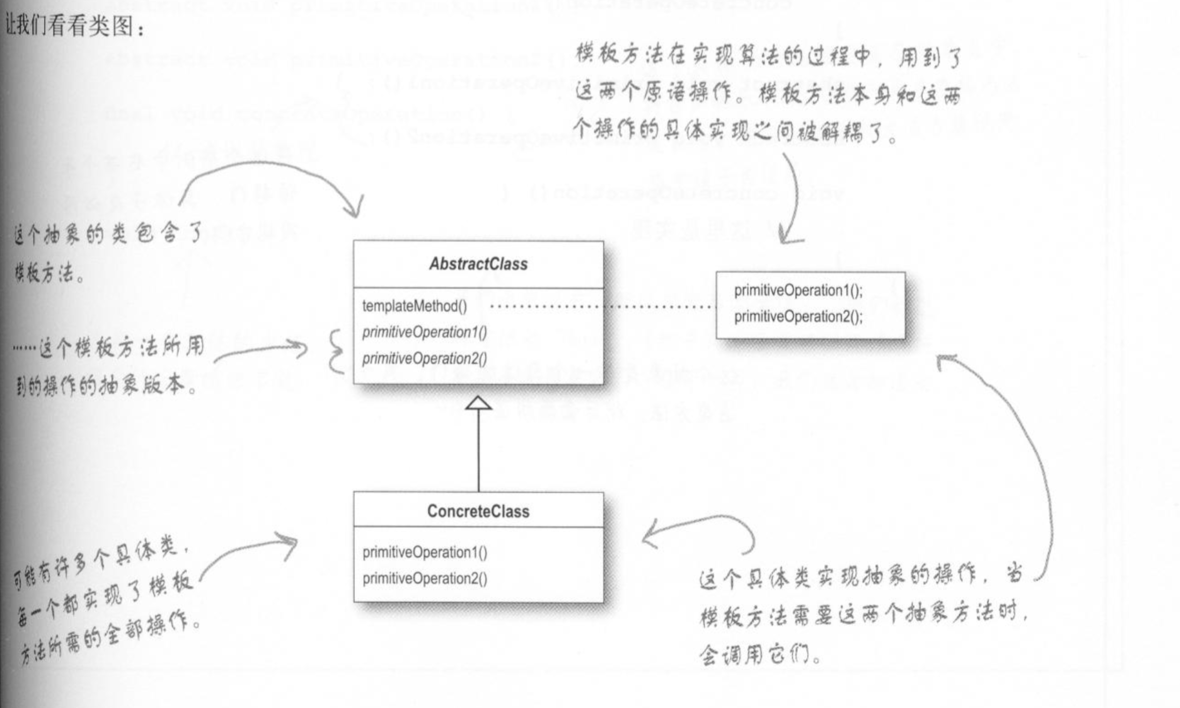 让我们看看类图：
模板方法在实现算法的过程中，用到了
这两个原语操作。模板方法本身和这两
个操作的具体实现之间被解耦了。
这个抽象的类包含了
模板方法。
AbstractClass
templateMethod()
primitiveOperation1()
primitiveOperation2()
primitiveOperation1();
primitiveOperation2();
……这个模板方法所用
到的操作的抽象版本。
ConcreteClass
primitiveOperation1()
primitiveOperation2()
可能有许多个具体类，
每一个都实现了模板
方法所需的全部操作。
这个具体类实现抽象的操作，当
模板方法需要这两个抽象方法时，
会调用它们。